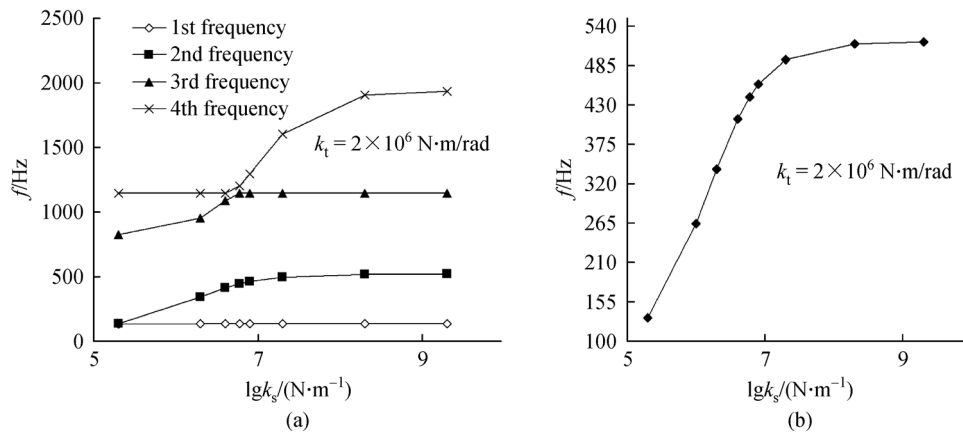 f/Hz
2500
2000
1500
1000
500
0
1st frequency
2nd frequency
3rd frequency
4th frequency
kₜ = 2×10⁶ N·m/rad
5 7 9
lgkₛ/(N·m⁻¹)
(a)
f/Hz
540
485
430
375
320
265
210
155
100
kₜ = 2×10⁶ N·m/rad
5 7 9
lgkₛ/(N·m⁻¹)
(b)